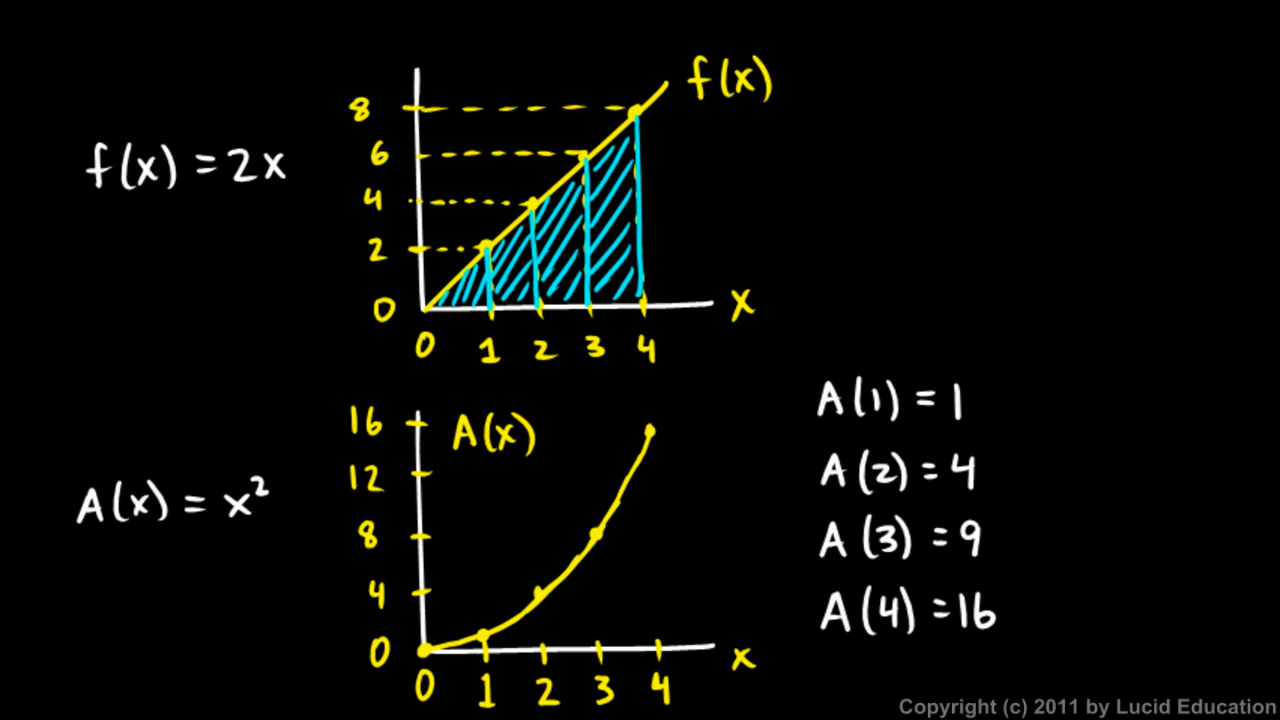 f(x)
8
f(x) = 2x
6
4
2
0
x
0 1 2 3 4
A(1) = 1
16
A(x)
12
A(2) = 4
A(x) = x²
8
A(3) = 9
4
A(4) = 16
0
x
0 1 2 3 4
Copyright (c) 2011 by Lucid Education